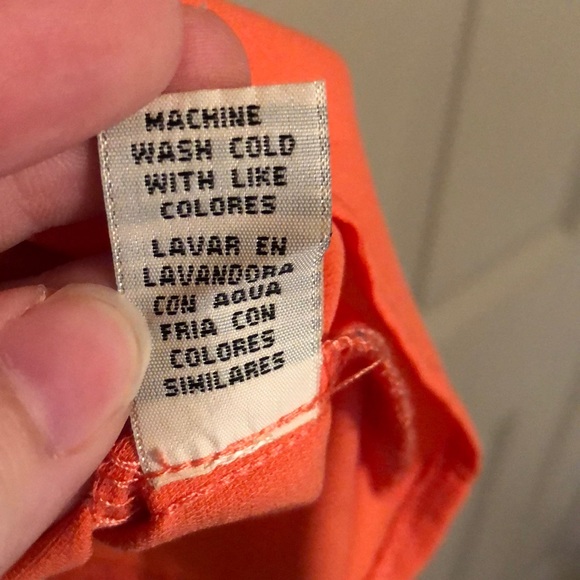 MACHINE
WASH COLD
WITH LIKE
COLORES
LAVAR EN
LAVANDORA
CON AQUA
FRIA CON
COLORES
SIMILARES